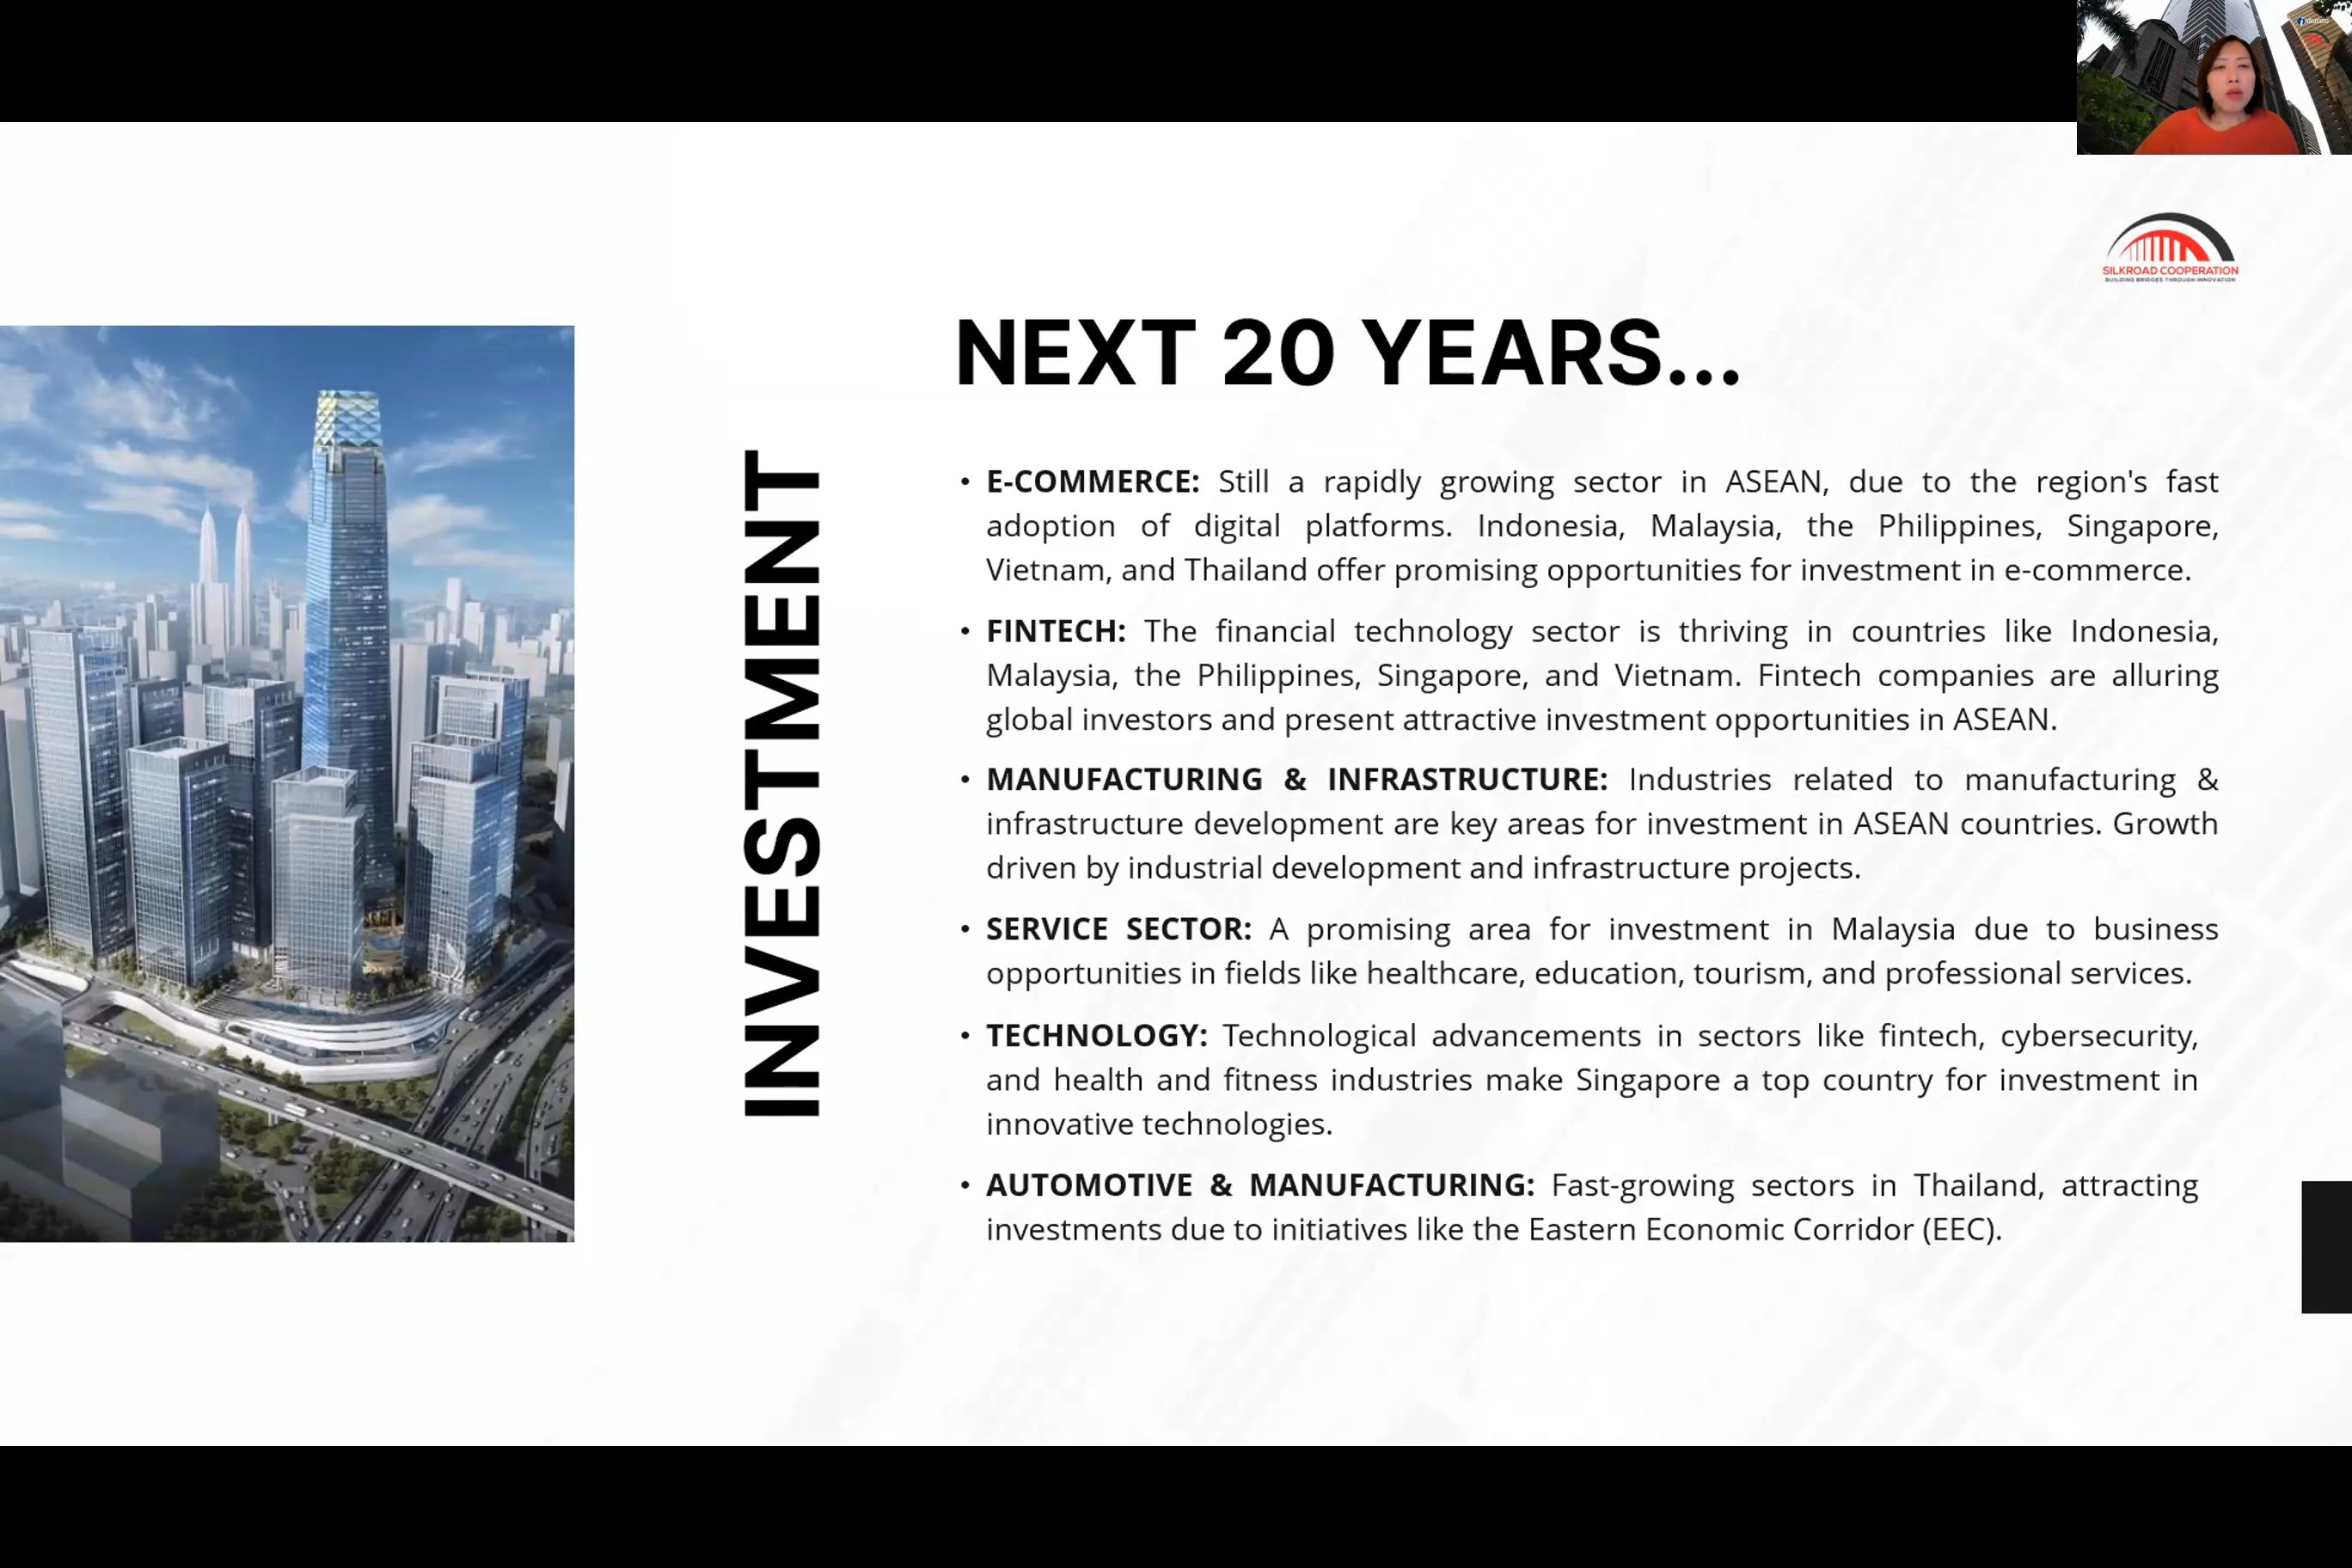 SILKROAD COOPERATION
BUILDING BRIDGES THROUGH INNOVATION
NEXT 20 YEARS...
INVESTMENT
• E-COMMERCE: Still a rapidly growing sector in ASEAN, due to the region's fast
adoption of digital platforms. Indonesia, Malaysia, the Philippines, Singapore,
Vietnam, and Thailand offer promising opportunities for investment in e-commerce.
• FINTECH: The financial technology sector is thriving in countries like Indonesia,
Malaysia, the Philippines, Singapore, and Vietnam. Fintech companies are alluring
global investors and present attractive investment opportunities in ASEAN.
• MANUFACTURING & INFRASTRUCTURE: Industries related to manufacturing &
infrastructure development are key areas for investment in ASEAN countries. Growth
driven by industrial development and infrastructure projects.
• SERVICE SECTOR: A promising area for investment in Malaysia due to business
opportunities in fields like healthcare, education, tourism, and professional services.
• TECHNOLOGY: Technological advancements in sectors like fintech, cybersecurity,
and health and fitness industries make Singapore a top country for investment in
innovative technologies.
• AUTOMOTIVE & MANUFACTURING: Fast-growing sectors in Thailand, attracting
investments due to initiatives like the Eastern Economic Corridor (EEC).